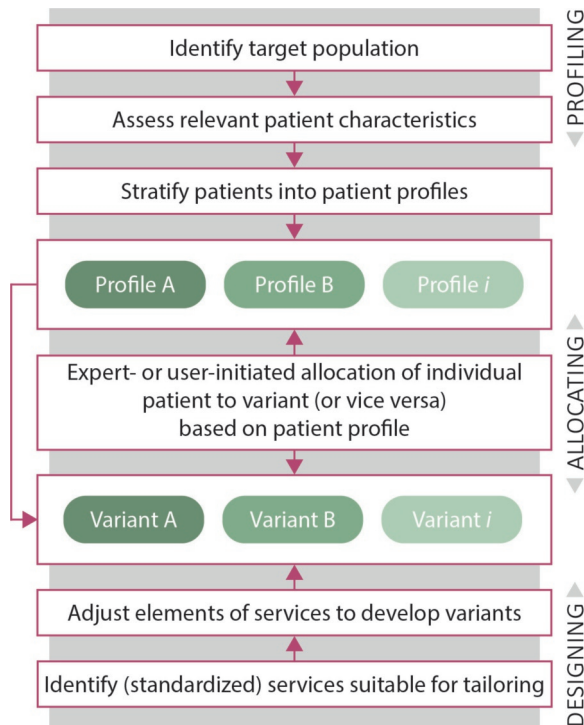 Identify target population
Assess relevant patient characteristics
Stratify patients into patient profiles
Profile A
Profile B
Profile i
Expert- or user-initiated allocation of individual
patient to variant (or vice versa)
based on patient profile
Variant A
Variant B
Variant i
Adjust elements of services to develop variants
Identify (standardized) services suitable for tailoring
PROFILING
ALLOCATING
DESIGNING